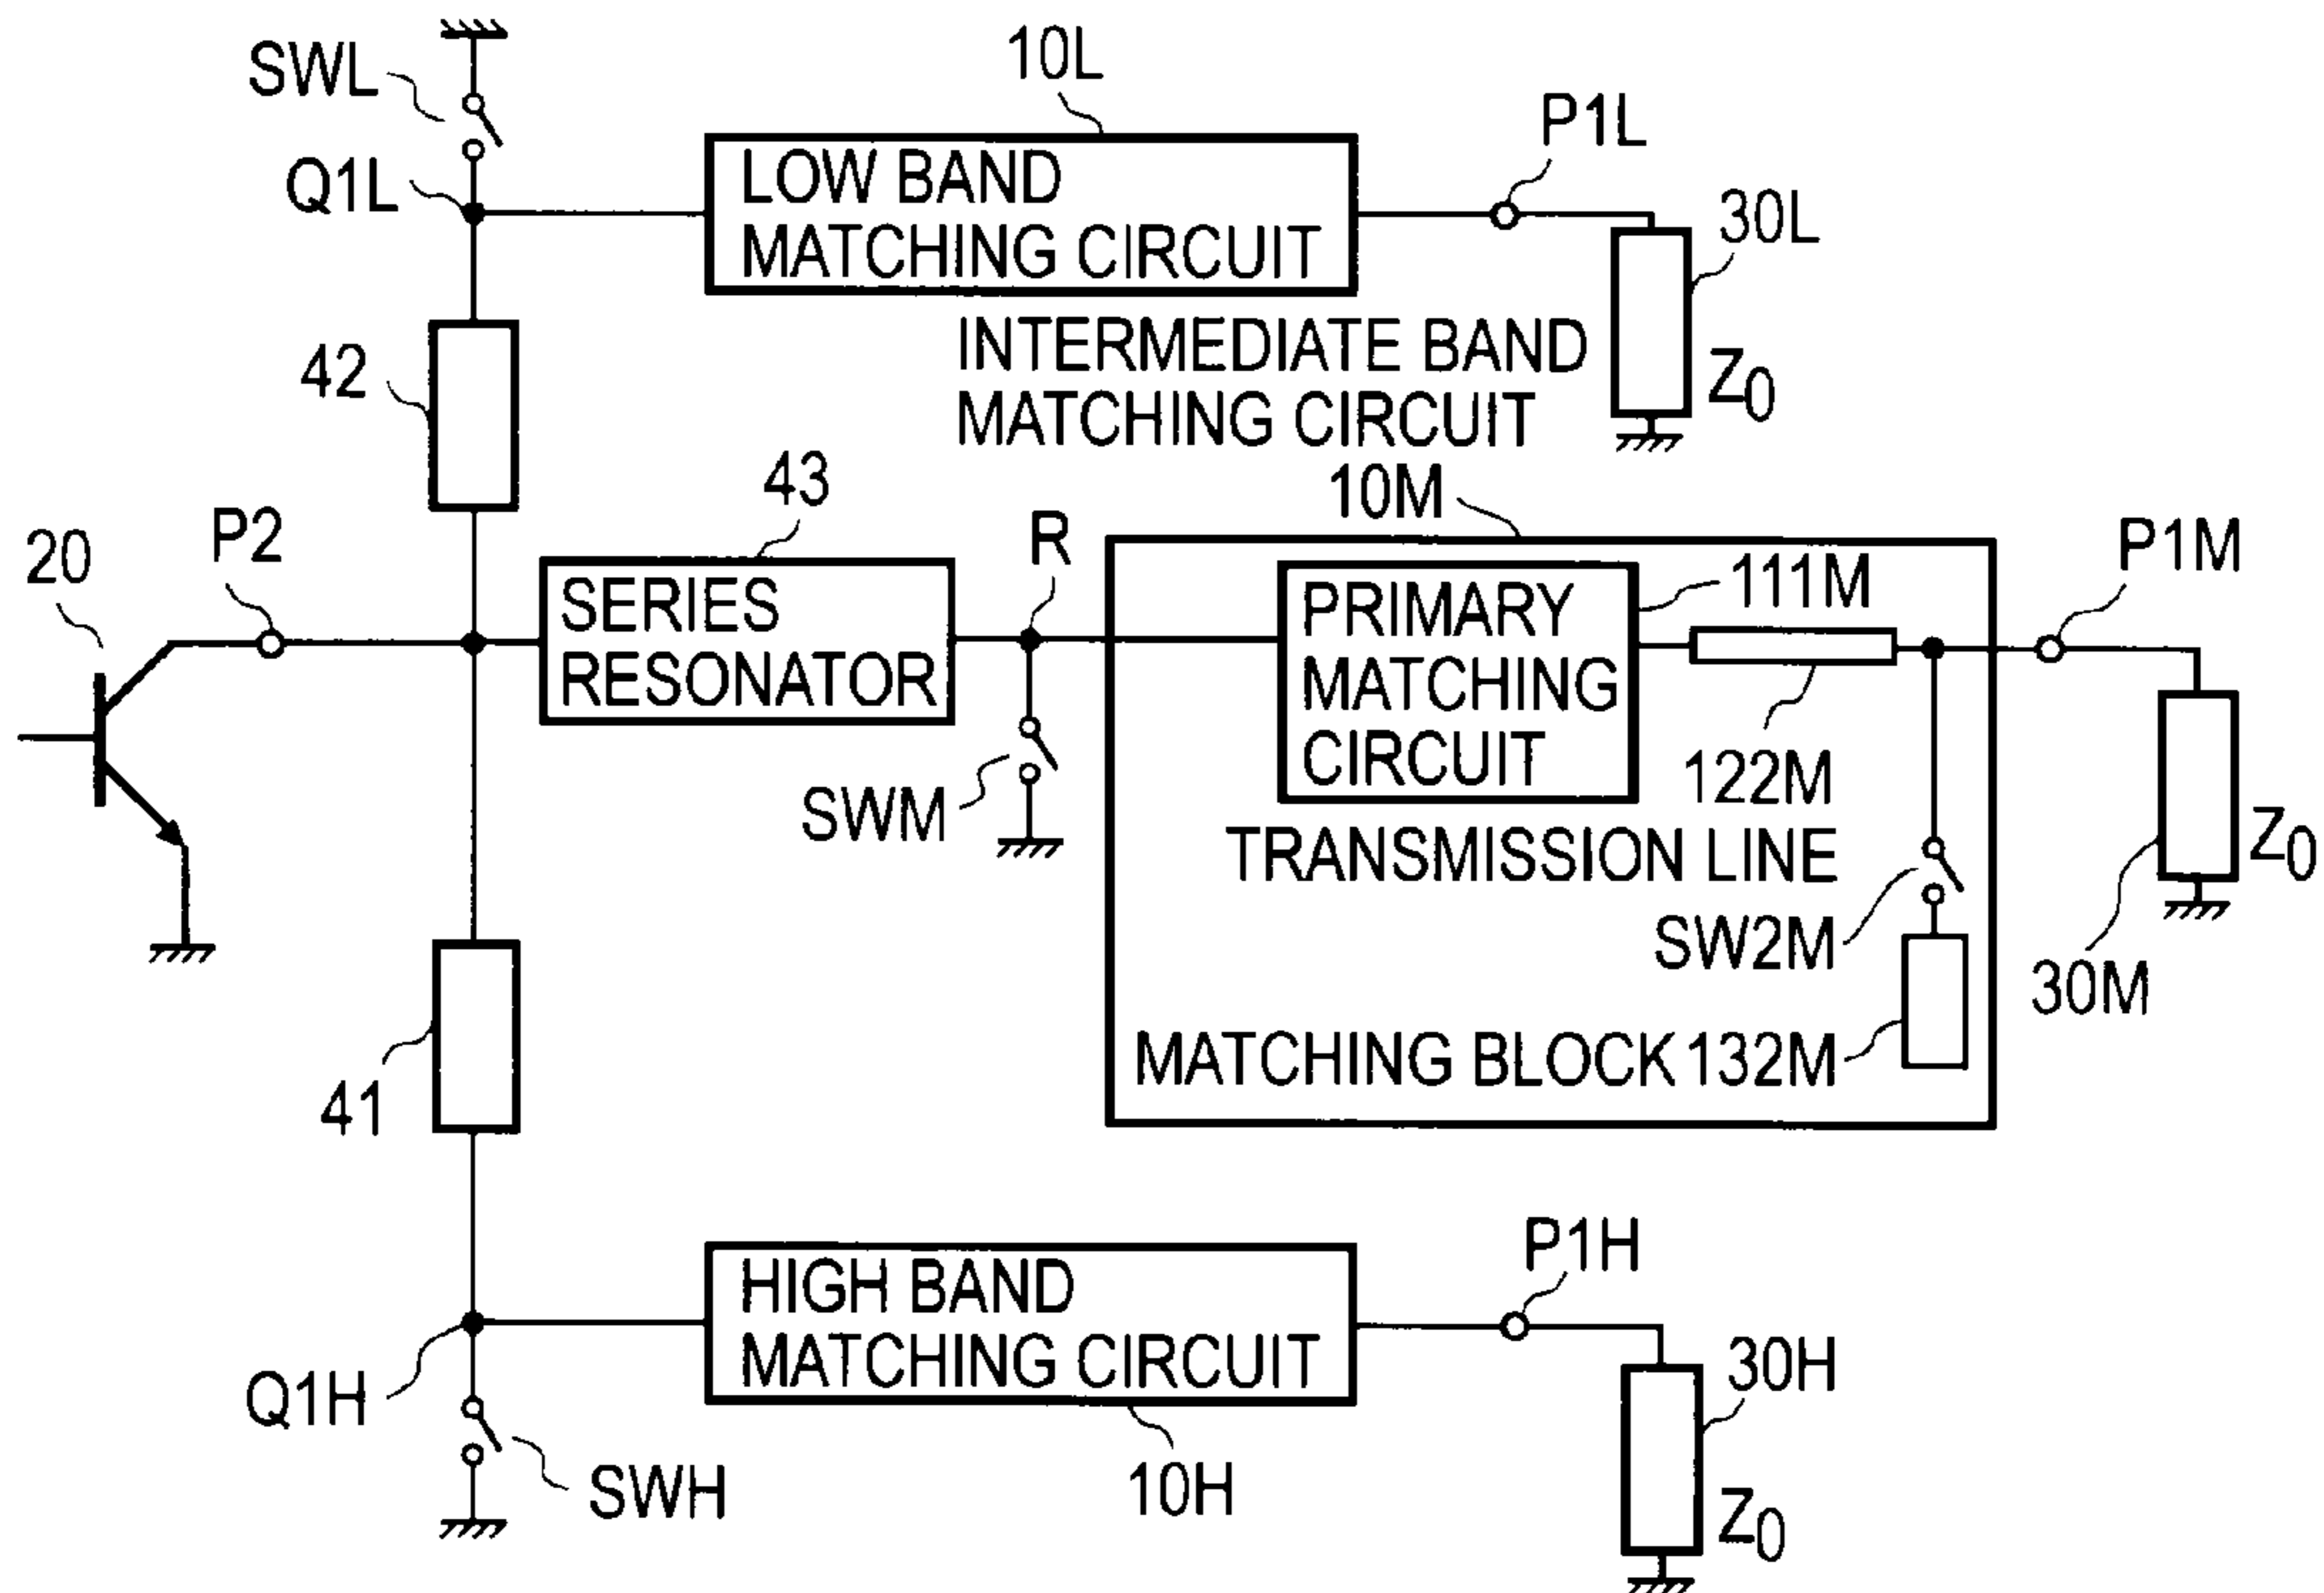 SWL
10L
P1L
Q1L
LOW BAND
MATCHING CIRCUIT
30L
Z0
42
INTERMEDIATE BAND
MATCHING CIRCUIT
10M
43
20
P2
R
P1M
SERIES
RESONATOR
PRIMARY
MATCHING
CIRCUIT
111M
122M
SWM
TRANSMISSION LINE
SW2M
Z0
30M
MATCHING BLOCK 132M
41
P1H
HIGH BAND
MATCHING CIRCUIT
Q1H
30H
SWH
10H
Z0